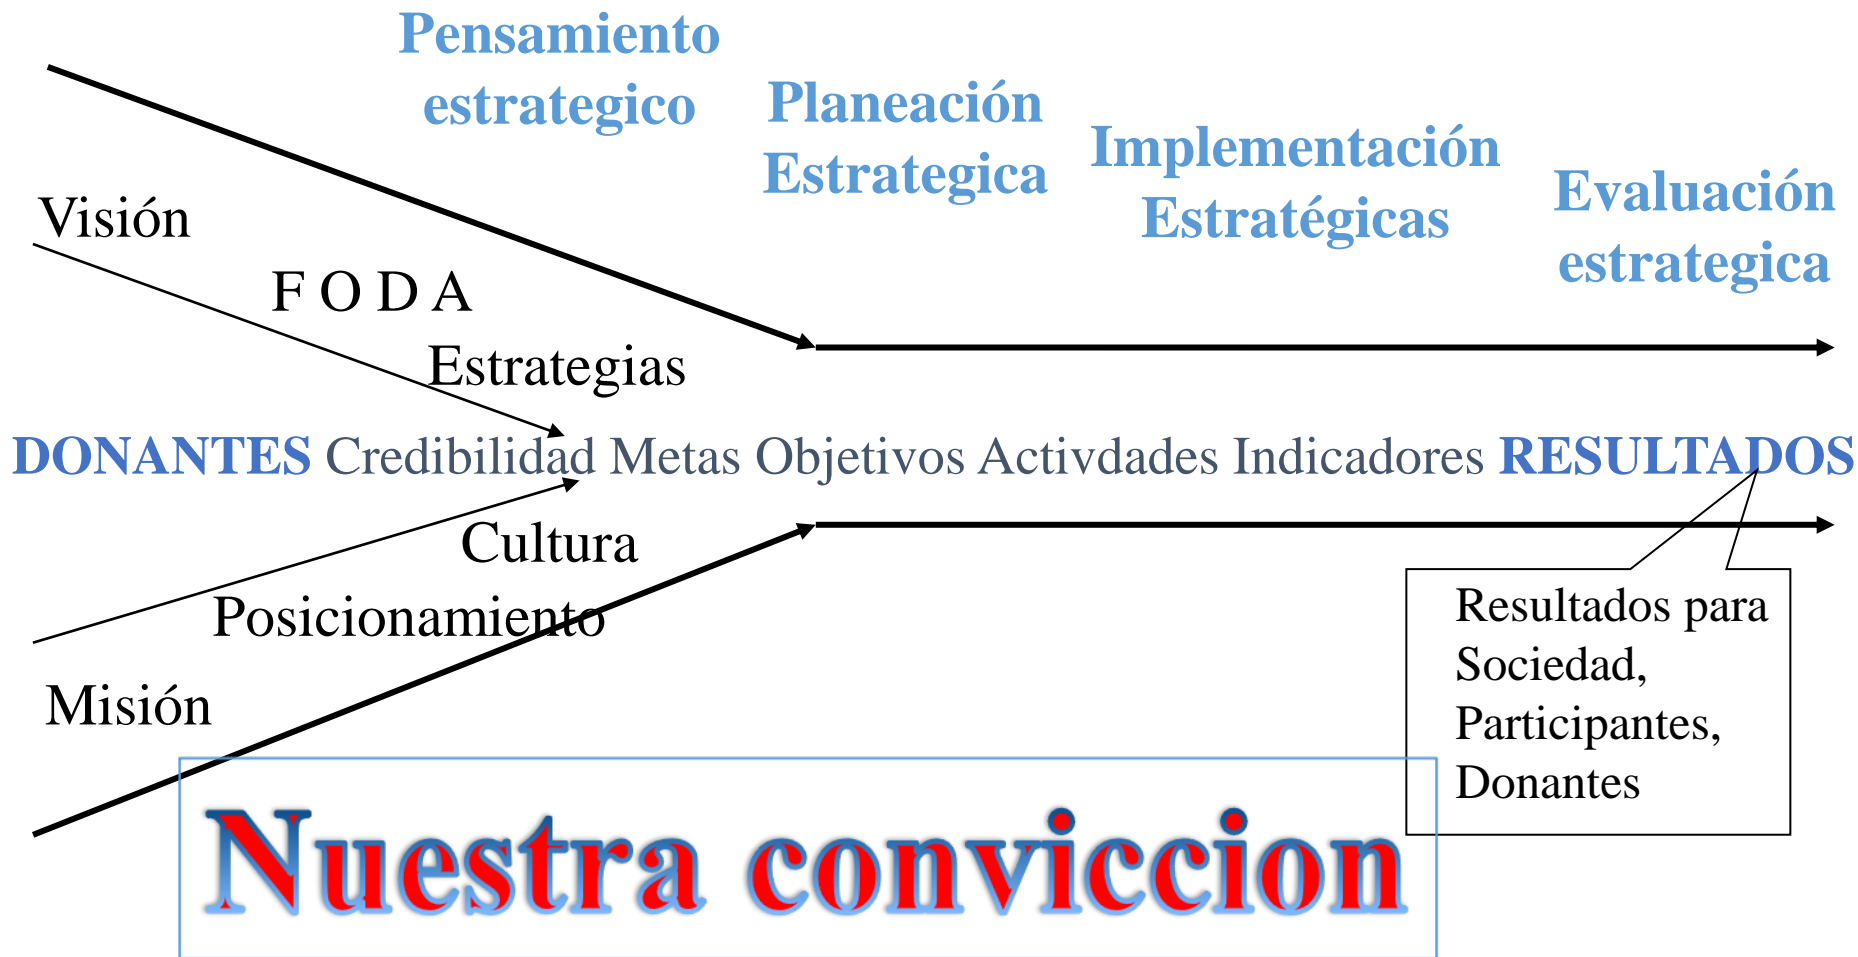 Pensamiento
estrategico
Planeación
Estrategica
Implementación
Estratégicas
Evaluación
estrategica
Visión
F O D A
Estrategias
DONANTES Credibilidad Metas Objetivos Activdades Indicadores RESULTADOS
Cultura
Posicionamiento
Misión
Resultados para
Sociedad,
Participantes,
Donantes
Nuestra conviccion